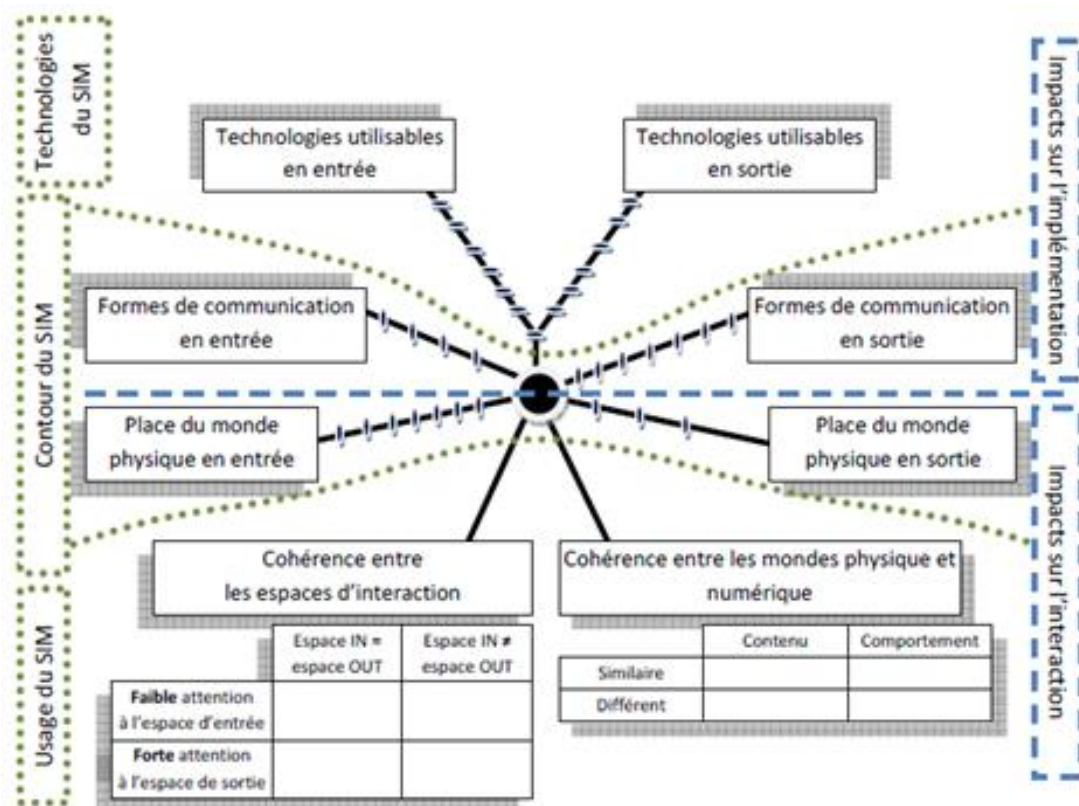 Technologies
du SIM
Contour du SIM
Usage du SIM
Technologies utilisables
en entrée
Technologies utilisables
en sortie
Formes de communication
en entrée
Formes de communication
en sortie
Place du monde
physique en entrée
Place du monde
physique en sortie
Cohérence entre
les espaces d'interaction
Cohérence entre les mondes physique et
numérique
Espace IN =
espace OUT
Espace IN ≠
espace OUT
Faible attention
à l'espace d'entrée
Forte attention
à l'espace de sortie
Contenu
Comportement
Similaire
Différent
Impacts sur l'implémentation
Impacts sur l'interaction